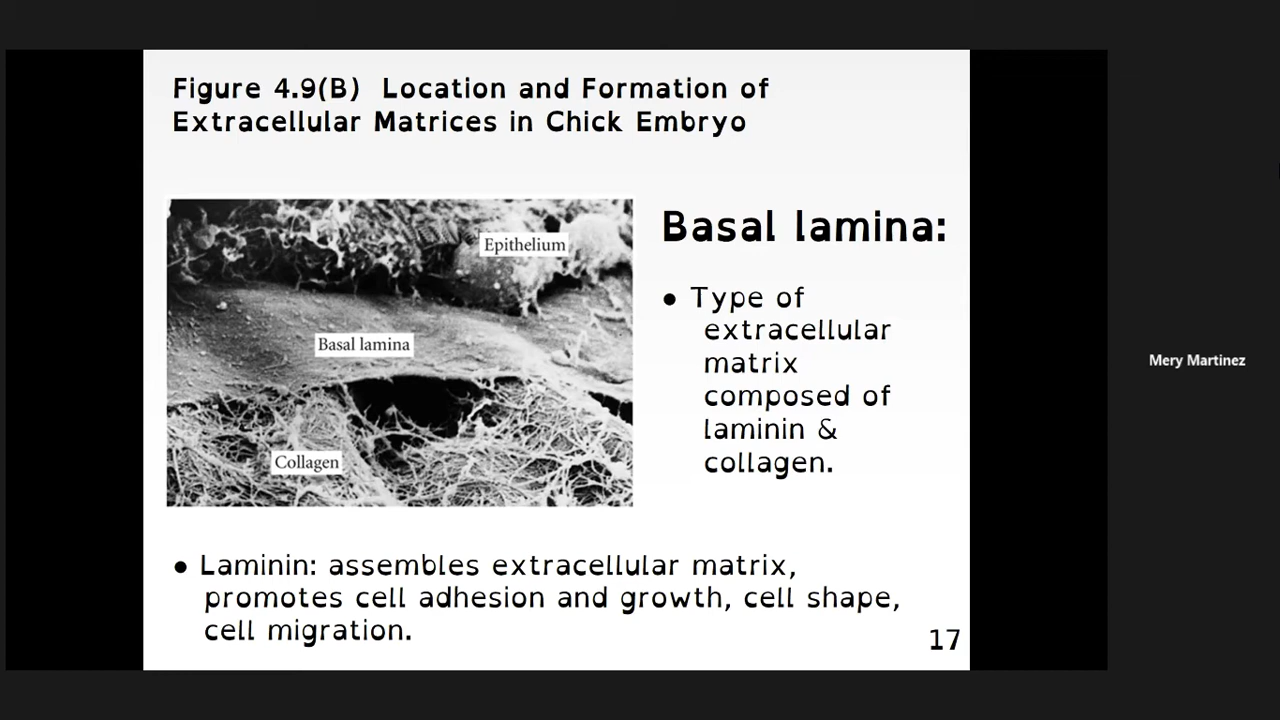 Figure 4.9(B) Location and Formation of
Extracellular Matrices in Chick Embryo
Epithelium
Basal lamina
Collagen
Basal lamina:
● Type of
extracellular
matrix
composed of
laminin &
collagen.
● Laminin: assembles extracellular matrix,
promotes cell adhesion and growth, cell shape,
cell migration.
17
Mery Martinez